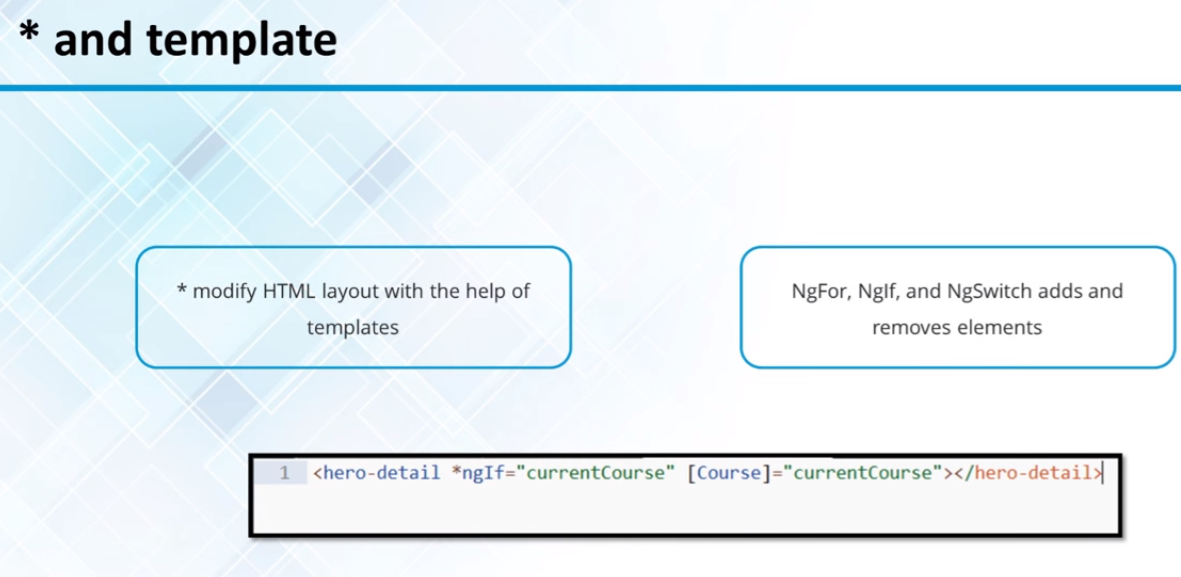 * and template
* modify HTML layout with the help of
templates
NgFor, NgIf, and NgSwitch adds and
removes elements
1 <hero-detail *ngIf="currentCourse" [Course]="currentCourse"></hero-detail>